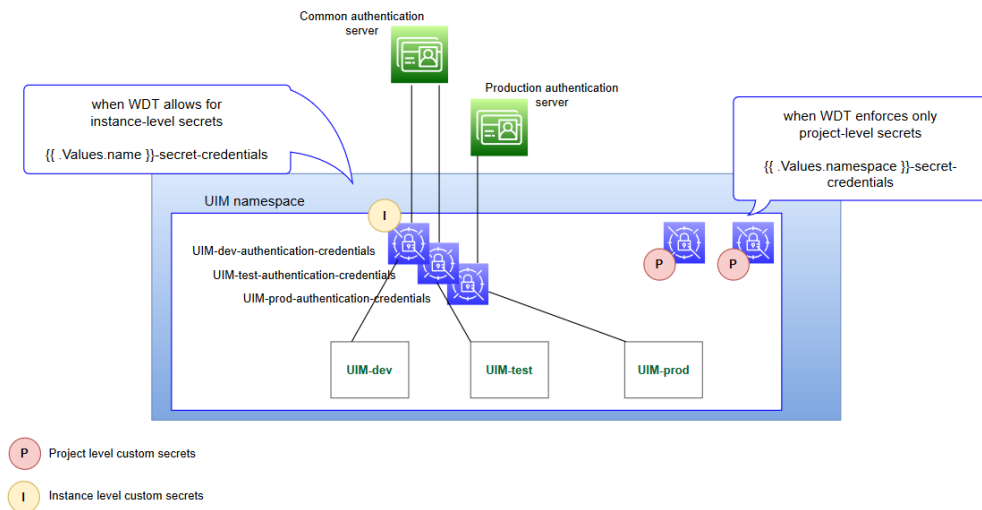 Common authentication
server
Production authentication
server
when WDT allows for
instance-level secrets
{{ .Values.name }}-secret-credentials
when WDT enforces only
project-level secrets
{{ .Values.namespace }}-secret-
credentials
UIM namespace
I
UIM-dev-authentication-credentials
UIM-test-authentication-credentials
UIM-prod-authentication-credentials
P
P
UIM-dev
UIM-test
UIM-prod
P Project level custom secrets
I Instance level custom secrets